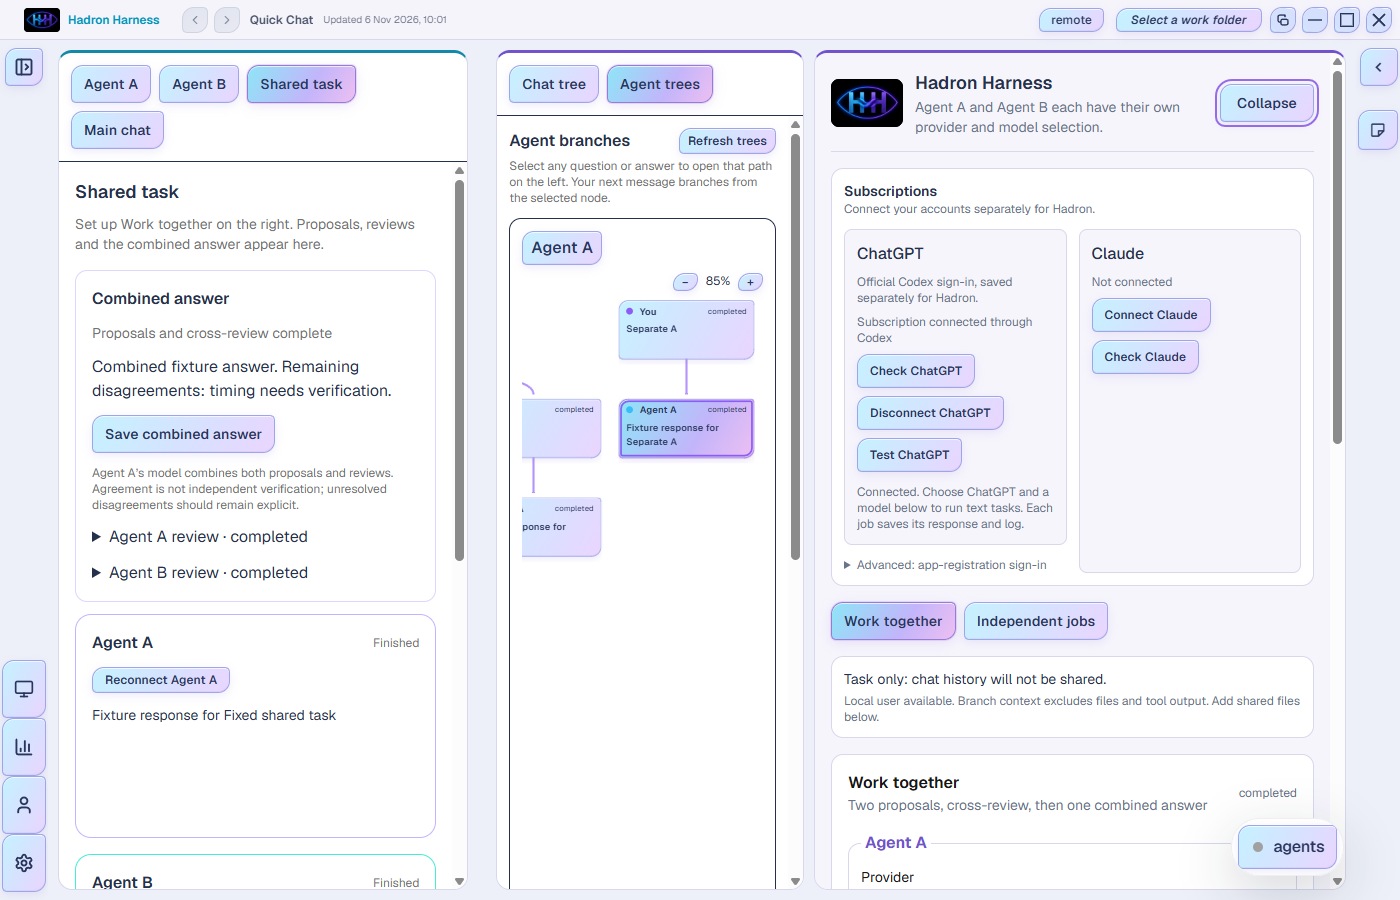 Hadron Harness
Quick Chat
Updated 6 Nov 2026, 10:01
remote
Select a work folder
Agent A
Agent B
Shared task
Main chat
Shared task
Set up Work together on the right. Proposals, reviews
and the combined answer appear here.
Combined answer
Proposals and cross-review complete
Combined fixture answer. Remaining
disagreements: timing needs verification.
Save combined answer
Agent A's model combines both proposals and reviews.
Agreement is not independent verification; unresolved
disagreements should remain explicit.
Agent A review · completed
Agent B review · completed
Agent A
Finished
Reconnect Agent A
Fixture response for Fixed shared task
Agent B
Finished
Chat tree
Agent trees
Agent branches
Refresh trees
Select any question or answer to open that path
on the left. Your next message branches from
the selected node.
Agent A
− 85% +
You
completed
Separate A
completed
Agent A
completed
Fixture response for
Separate A
completed
ponse for
HH
Hadron Harness
Agent A and Agent B each have their own
provider and model selection.
Collapse
Subscriptions
Connect your accounts separately for Hadron.
ChatGPT
Official Codex sign-in, saved
separately for Hadron.
Subscription connected through
Codex
Check ChatGPT
Disconnect ChatGPT
Test ChatGPT
Connected. Choose ChatGPT and a
model below to run text tasks. Each
job saves its response and log.
Advanced: app-registration sign-in
Claude
Not connected
Connect Claude
Check Claude
Work together
Independent jobs
Task only: chat history will not be shared.
Local user available. Branch context excludes files and tool output. Add shared files
below.
Work together
Two proposals, cross-review, then one combined answer
completed
Agent A
Provider
agents